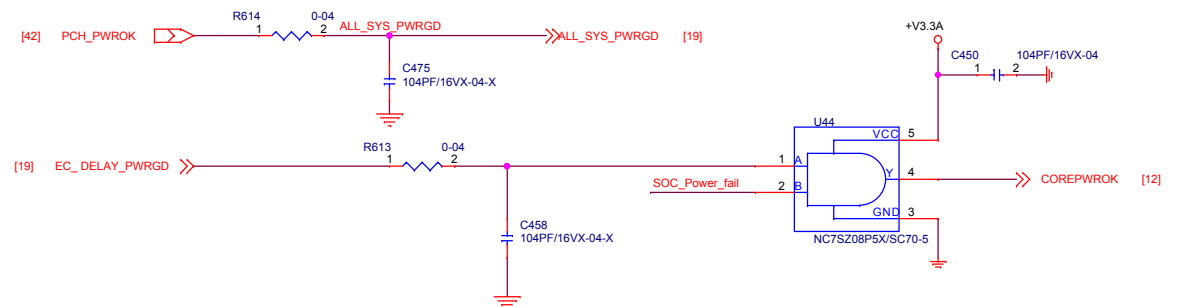 R614 0-04
[42] PCH_PWROK 1 2 ALL_SYS_PWRGD ALL_SYS_PWRGD [19]
C475
104PF/16VX-04-X
+V3.3A
C450 104PF/16VX-04
1 2
U44
VCC 5
R613 0-04
[19] EC_ DELAY_PWRGD 1 2 1 A
SOC_Power_fail 2 B
Y 4 COREPWROK [12]
GND 3
NC7SZ08P5X/SC70-5
C458
104PF/16VX-04-X